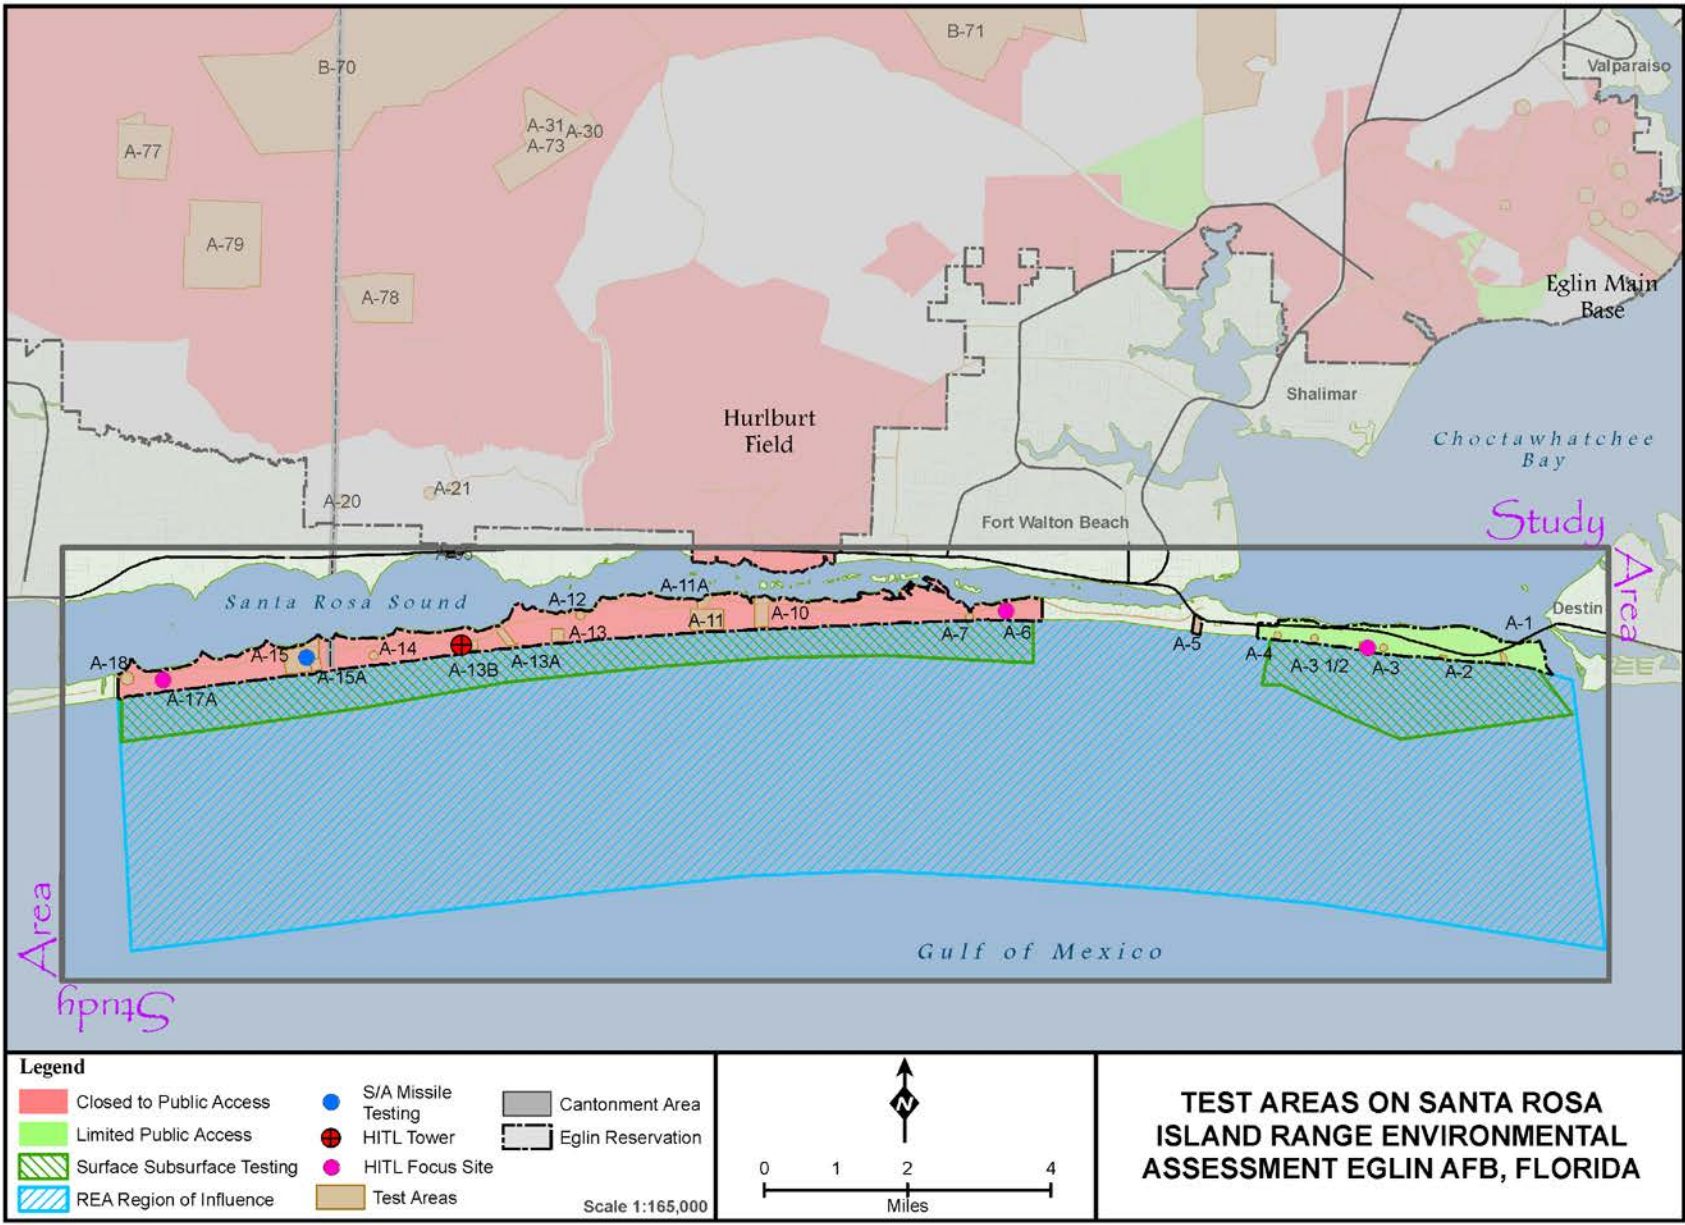 B-71
B-70
Valparaiso
A-31
A-30
A-73
A-77
A-79
A-78
Eglin Main
Base
Shalimar
Hurlburt
Field
Choctawhatchee
Bay
A-21
A-20
Fort Walton Beach
Study
Area
A-11A
A-12
Santa Rosa Sound
Destin
A-10
A-11
A-1
A-13
A-7
A-6
A-5
A-14
A-15
A-4
A-18
A-13A
A-3 1/2
A-13B
A-3
A-2
A-15A
A-17A
Gulf of Mexico
Area
Study
Legend
Closed to Public Access
Limited Public Access
Surface Subsurface Testing
REA Region of Influence
S/A Missile
Testing
HITL Tower
HITL Focus Site
Test Areas
Cantonment Area
Eglin Reservation
Scale 1:165,000
N
0 1 2 4
Miles
TEST AREAS ON SANTA ROSA
ISLAND RANGE ENVIRONMENTAL
ASSESSMENT EGLIN AFB, FLORIDA